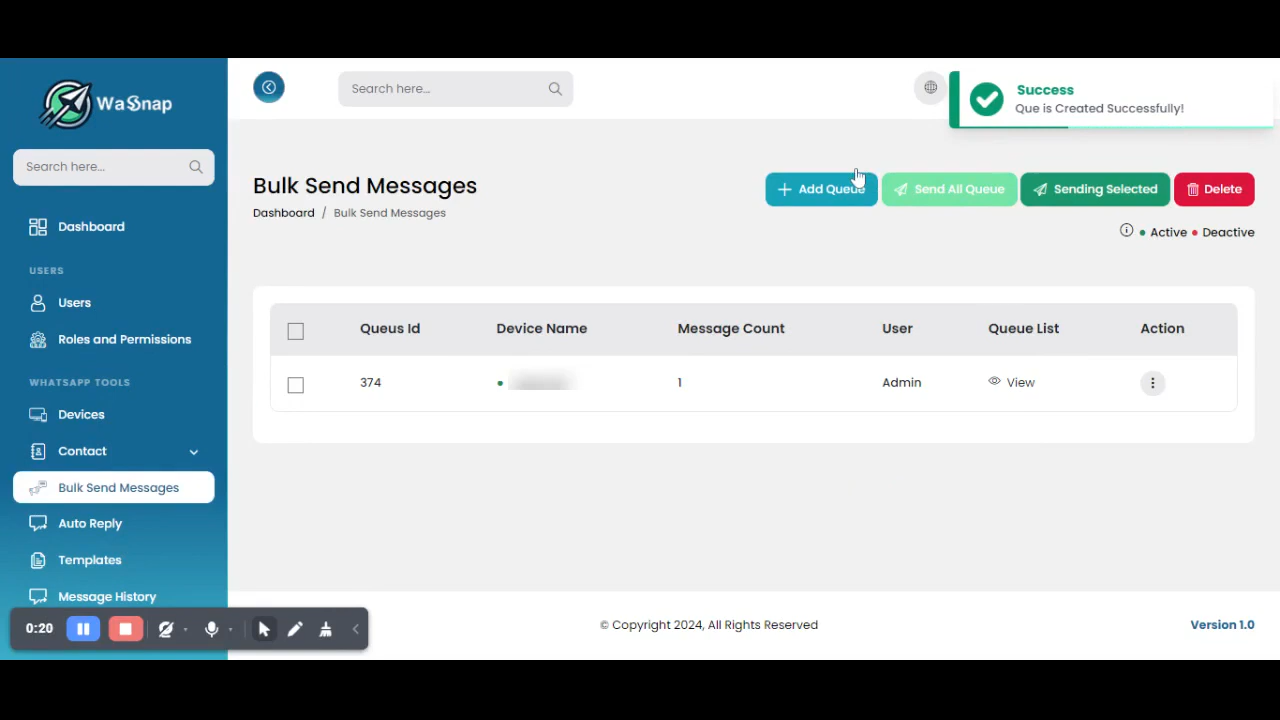 WaSnap
Search here...
Search here...
Success
Que is Created Successfully!
Bulk Send Messages
Dashboard / Bulk Send Messages
Add Queue
Send All Queue
Sending Selected
Delete
Active
Deactive
Dashboard
USERS
Users
Roles and Permissions
WHATSAPP TOOLS
Devices
Contact
Bulk Send Messages
Auto Reply
Templates
Message History
Queus Id Device Name Message Count User Queue List Action
374 1 Admin View
0:20
© Copyright 2024, All Rights Reserved
Version 1.0